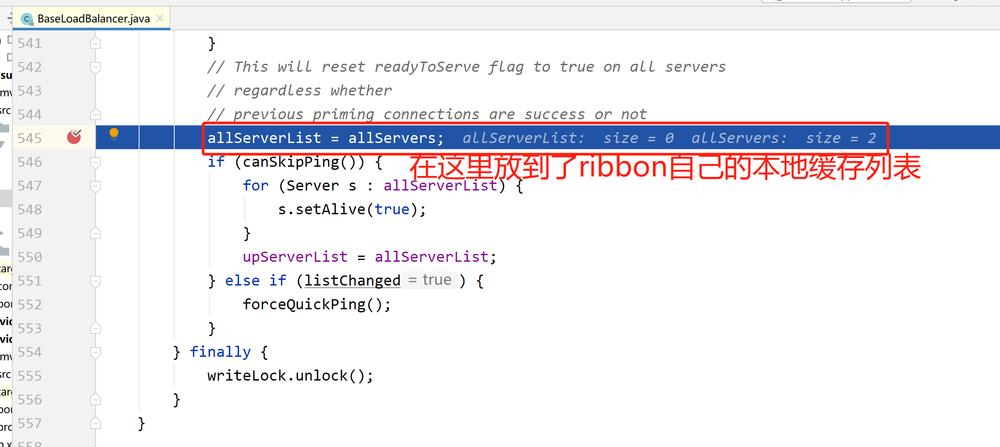 BaseLoadBalancer.java
541 }
542 // This will reset readyToServe flag to true on all servers
543 // regardless whether
544 // previous priming connections are success or not
545 allServerList = allServers; allServerList: size = 0 allServers: size = 2
546 if (canSkipPing()) {
在这里放到了ribbon自己的本地缓存列表
547 for (Server s : allServerList) {
548 s.setAlive(true);
549 }
550 upServerList = allServerList;
551 } else if (listChanged = true ) {
552 forceQuickPing();
553 }
554 } finally {
555 writeLock.unlock();
556 }
557 }
558